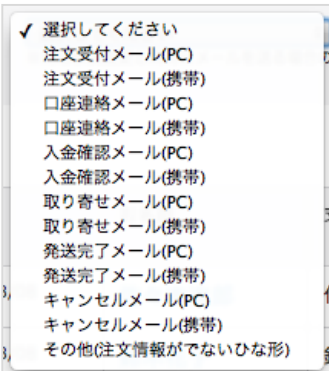 ✓ 選択してください
注文受付メール(PC)
注文受付メール(携帯)
口座連絡メール(PC)
口座連絡メール(携帯)
入金確認メール(PC)
入金確認メール(携帯)
取り寄せメール(PC)
取り寄せメール(携帯)
発送完了メール(PC)
発送完了メール(携帯)
キャンセルメール(PC)
キャンセルメール(携帯)
その他(注文情報がでないひな形)